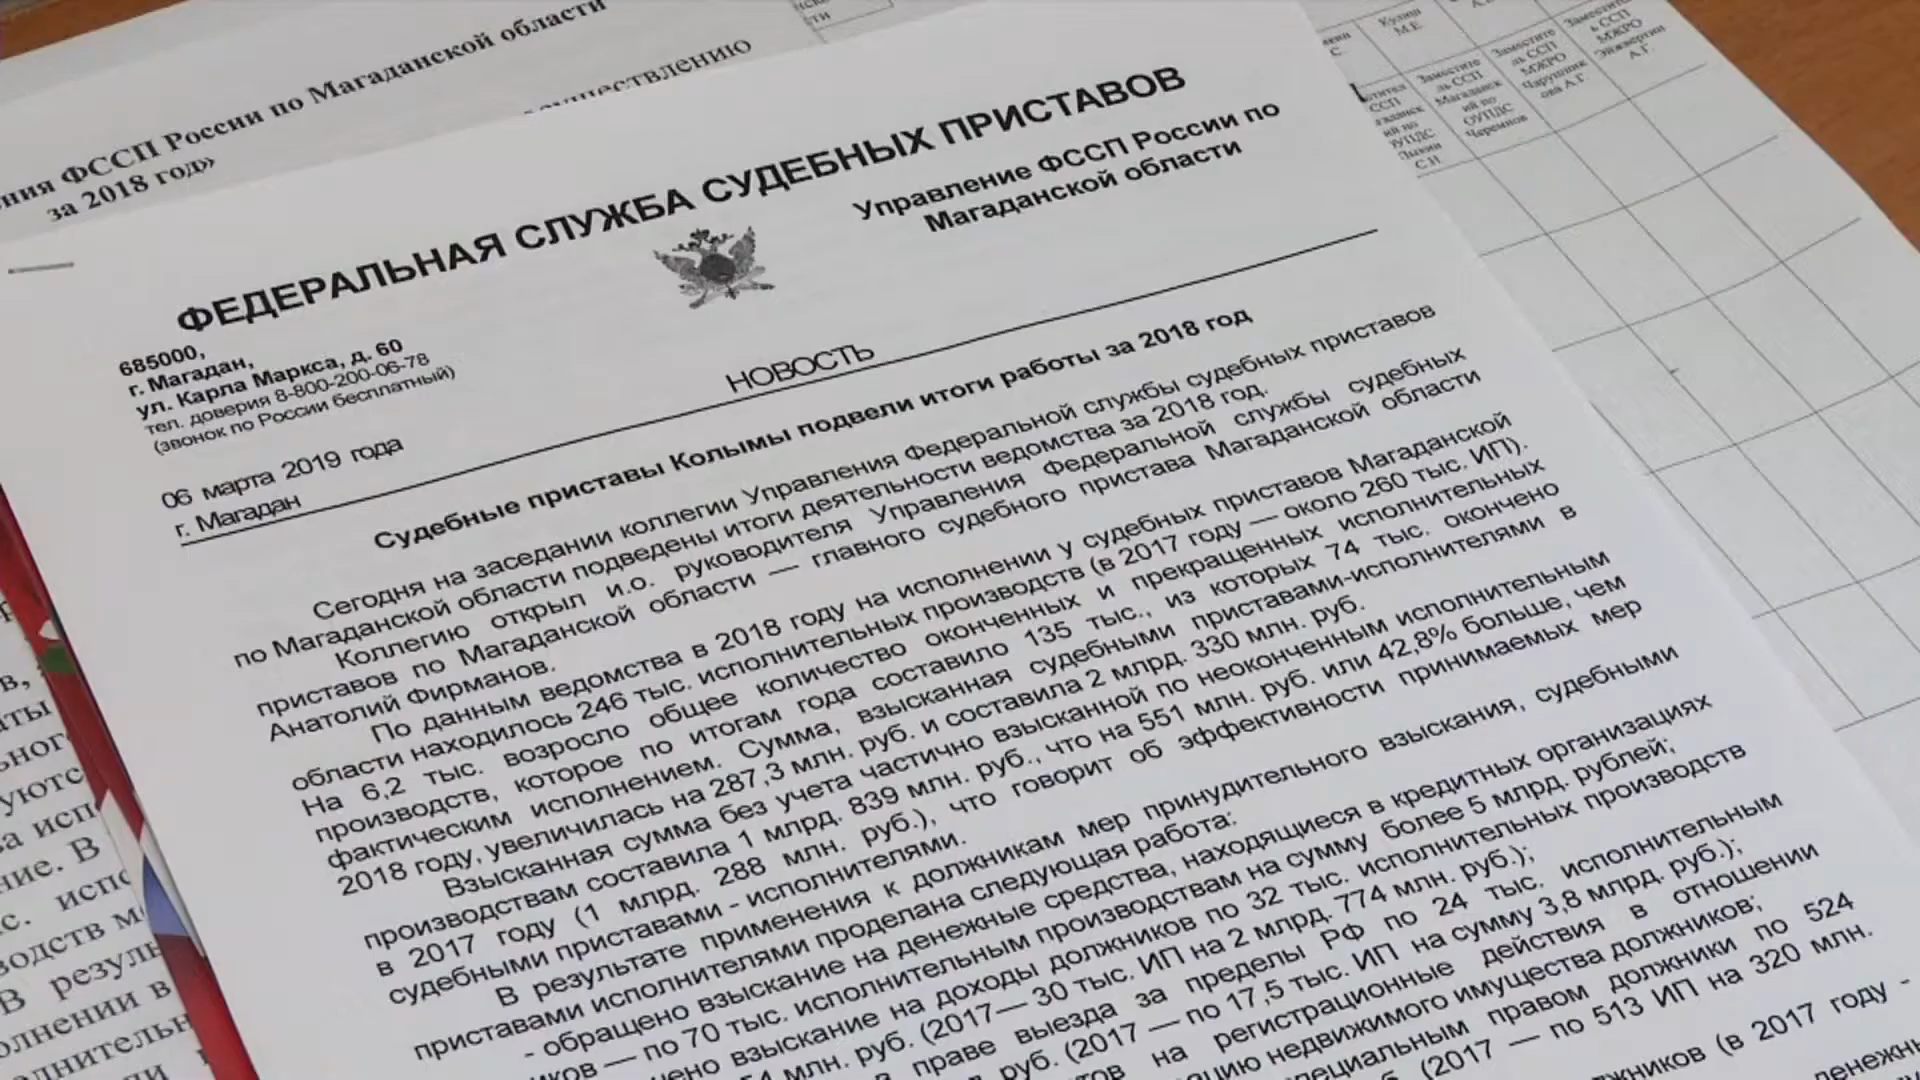 ния ФССП России по Магаданской области
за 2018 год»
ФЕДЕРАЛЬНАЯ СЛУЖБА СУДЕБНЫХ ПРИСТАВОВ
Управление ФССП России по
Магаданской области
685000,
г. Магадан,
ул. Карла Маркса, д. 60
тел. доверия 8-800-200-06-78
(звонок по России бесплатный)
НОВОСТЬ
06 марта 2019 года
г. Магадан
Судебные приставы Колымы подвели итоги работы за 2018 год
Сегодня на заседании коллегии Управления Федеральной службы судебных приставов
по Магаданской области подведены итоги деятельности ведомства за 2018 год.
Коллегию открыл и.о. руководителя Управления Федеральной службы судебных
приставов по Магаданской области — главного судебного пристава Магаданской области
Анатолий Фирманов.
По данным ведомства в 2018 году на исполнении у судебных приставов Магаданской
области находилось 246 тыс. исполнительных производств (в 2017 году — около 260 тыс. ИП).
На 6,2 тыс. возросло общее количество оконченных и прекращенных исполнительных
производств, которое по итогам года составило 135 тыс., из которых 74 тыс. окончено
фактическим исполнением. Сумма, взысканная судебными приставами-исполнителями в
2018 году, увеличилась на 287,3 млн. руб. и составила 2 млрд. 330 млн. руб.
Взысканная сумма без учета частично взысканной по неоконченным исполнительным
производствам составила 1 млрд. 839 млн. руб., что на 551 млн. руб. или 42,8% больше, чем
в 2017 году (1 млрд. 288 млн. руб.), что говорит об эффективности принимаемых мер
судебными приставами - исполнителями.
В результате применения к должникам мер принудительного взыскания, судебными
приставами исполнителями проделана следующая работа:
- обращено взыскание на денежные средства, находящиеся в кредитных организациях
— по 70 тыс. исполнительным производствам на сумму более 5 млрд. рублей;
взыскание на доходы должников по 32 тыс. исполнительных производств
млн. руб. (2017— 30 тыс. ИП на 2 млрд. 774 млн. руб.);
праве выезда за пределы РФ по 24 тыс. исполнительным
руб. (2017 — по 17,5 тыс. ИП на сумму 3,8 млрд. руб.);
на регистрационные действия в отношении
недвижимого имущества должников;
правом должники по 524
(2017 — по 513 ИП на 320 млн.
(в 2017 году -